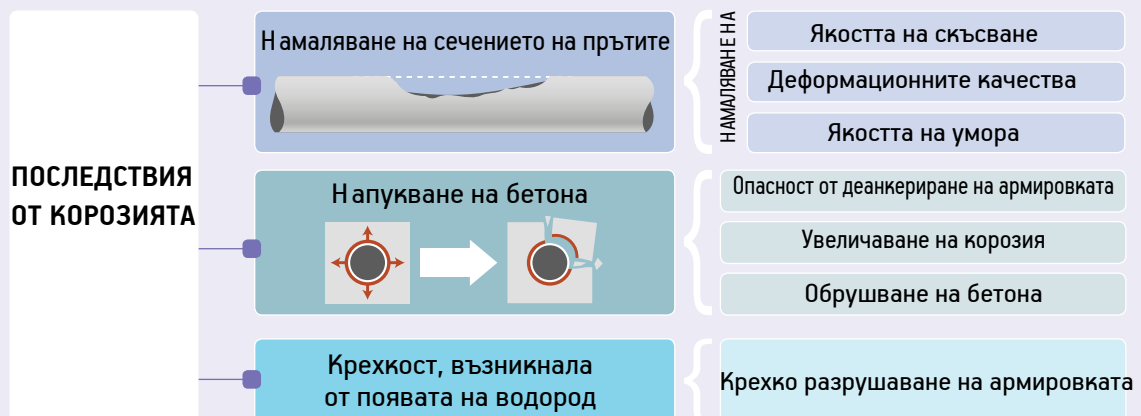 ПОСЛЕДСТВИЯ
ОТ КОРОЗИЯТА
Намаляване на сечението на прътите
НАМАЛЯВАНЕ НА
Якостта на скъсване
Деформационните качества
Якостта на умора
Напукване на бетона
Опасност от деанкериране на армировката
Увеличаване на корозия
Обрушване на бетона
Крехкост, възникнала
от появата на водород
Крехко разрушаване на армировката